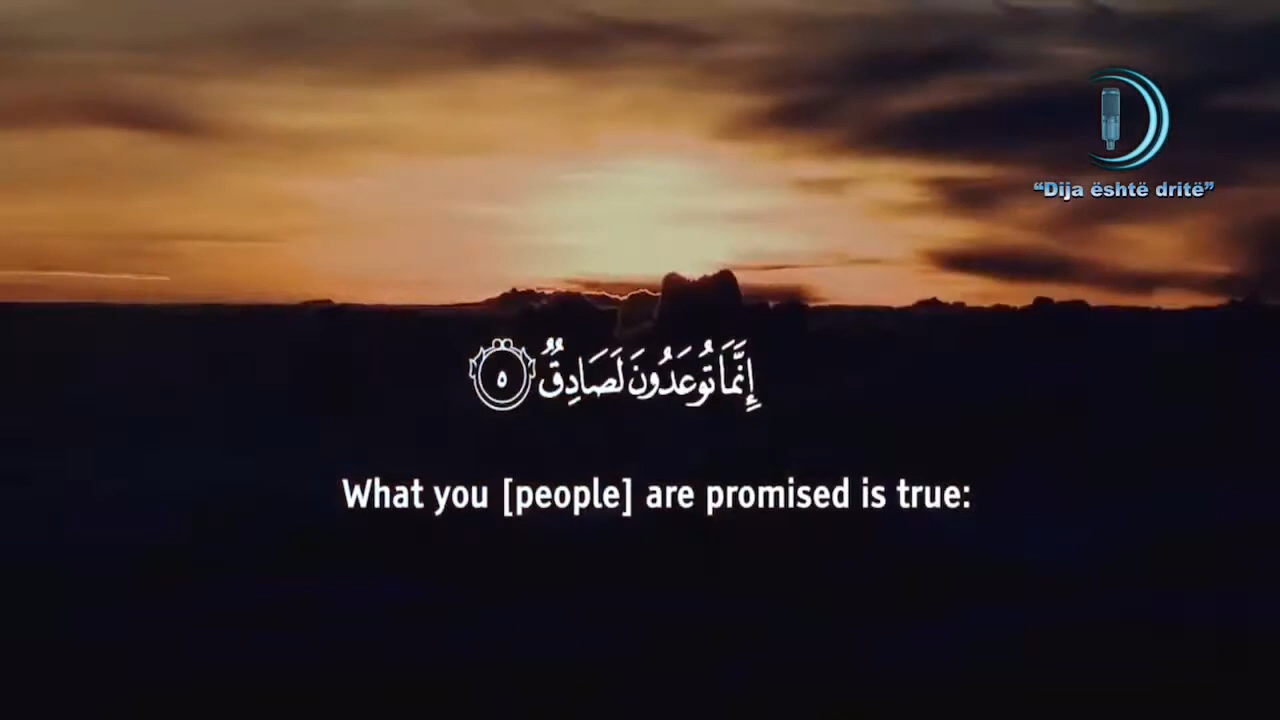 “Dija është dritë”
إِنَّمَا تُوعَدُونَ لَصَادِقٌ ٥
What you [people] are promised is true: